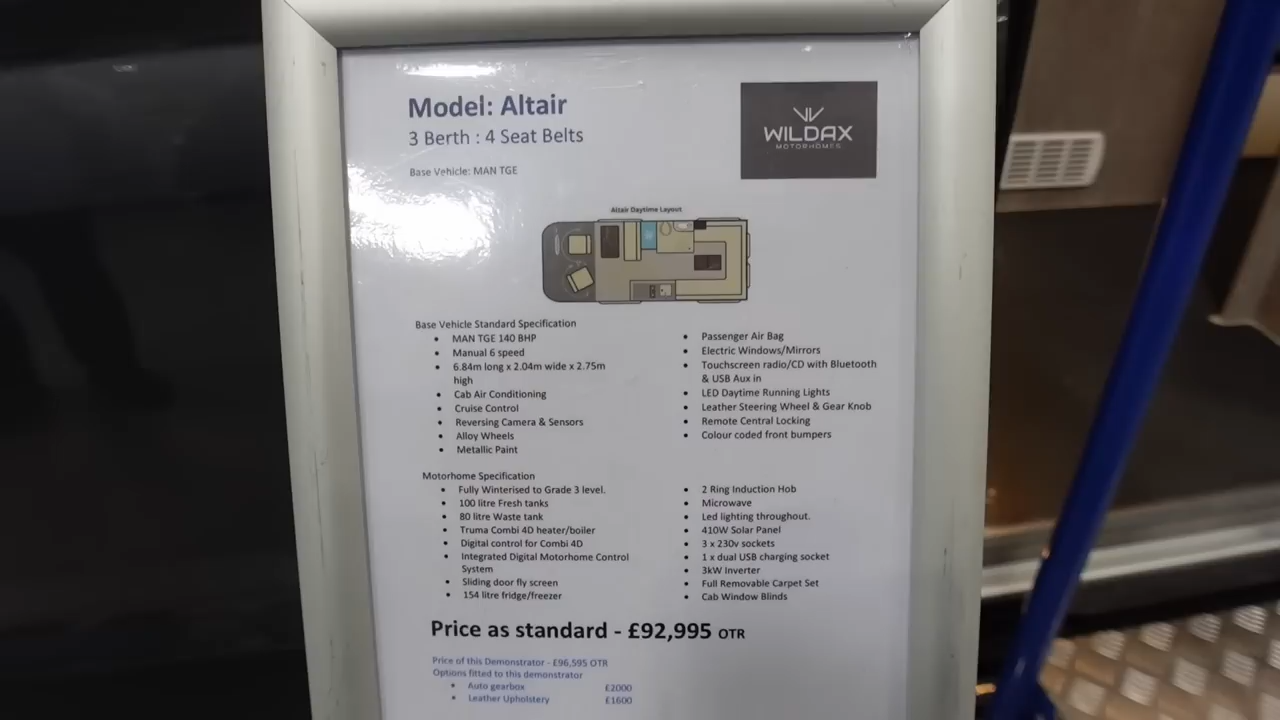 Model: Altair
3 Berth : 4 Seat Belts
Base Vehicle: MAN TGE
WILDAX
MOTORHOMES
Altair Daytime Layout
Base Vehicle Standard Specification
• MAN TGE 140 BHP
• Manual 6 speed
• 6.84m long x 2.04m wide x 2.75m
high
• Cab Air Conditioning
• Cruise Control
• Reversing Camera & Sensors
• Alloy Wheels
• Metallic Paint
• Passenger Air Bag
• Electric Windows/Mirrors
• Touchscreen radio/CD with Bluetooth
& USB Aux in
• LED Daytime Running Lights
• Leather Steering Wheel & Gear Knob
• Remote Central Locking
• Colour coded front bumpers
Motorhome Specification
• Fully Winterised to Grade 3 level.
• 100 litre Fresh tanks
• 80 litre Waste tank
• Truma Combi 4D heater/boiler
• Digital control for Combi 4D
• Integrated Digital Motorhome Control
System
• Sliding door fly screen
• 154 litre fridge/freezer
• 2 Ring Induction Hob
• Microwave
• Led lighting throughout.
• 410W Solar Panel
• 3 x 230v sockets
• 1 x dual USB charging socket
• 3kW Inverter
• Full Removable Carpet Set
• Cab Window Blinds
Price as standard - £92,995 OTR
Price of this Demonstrator - £96,595 OTR
Options fitted to this demonstrator
• Auto gearbox £2000
• Leather Upholstery £1600